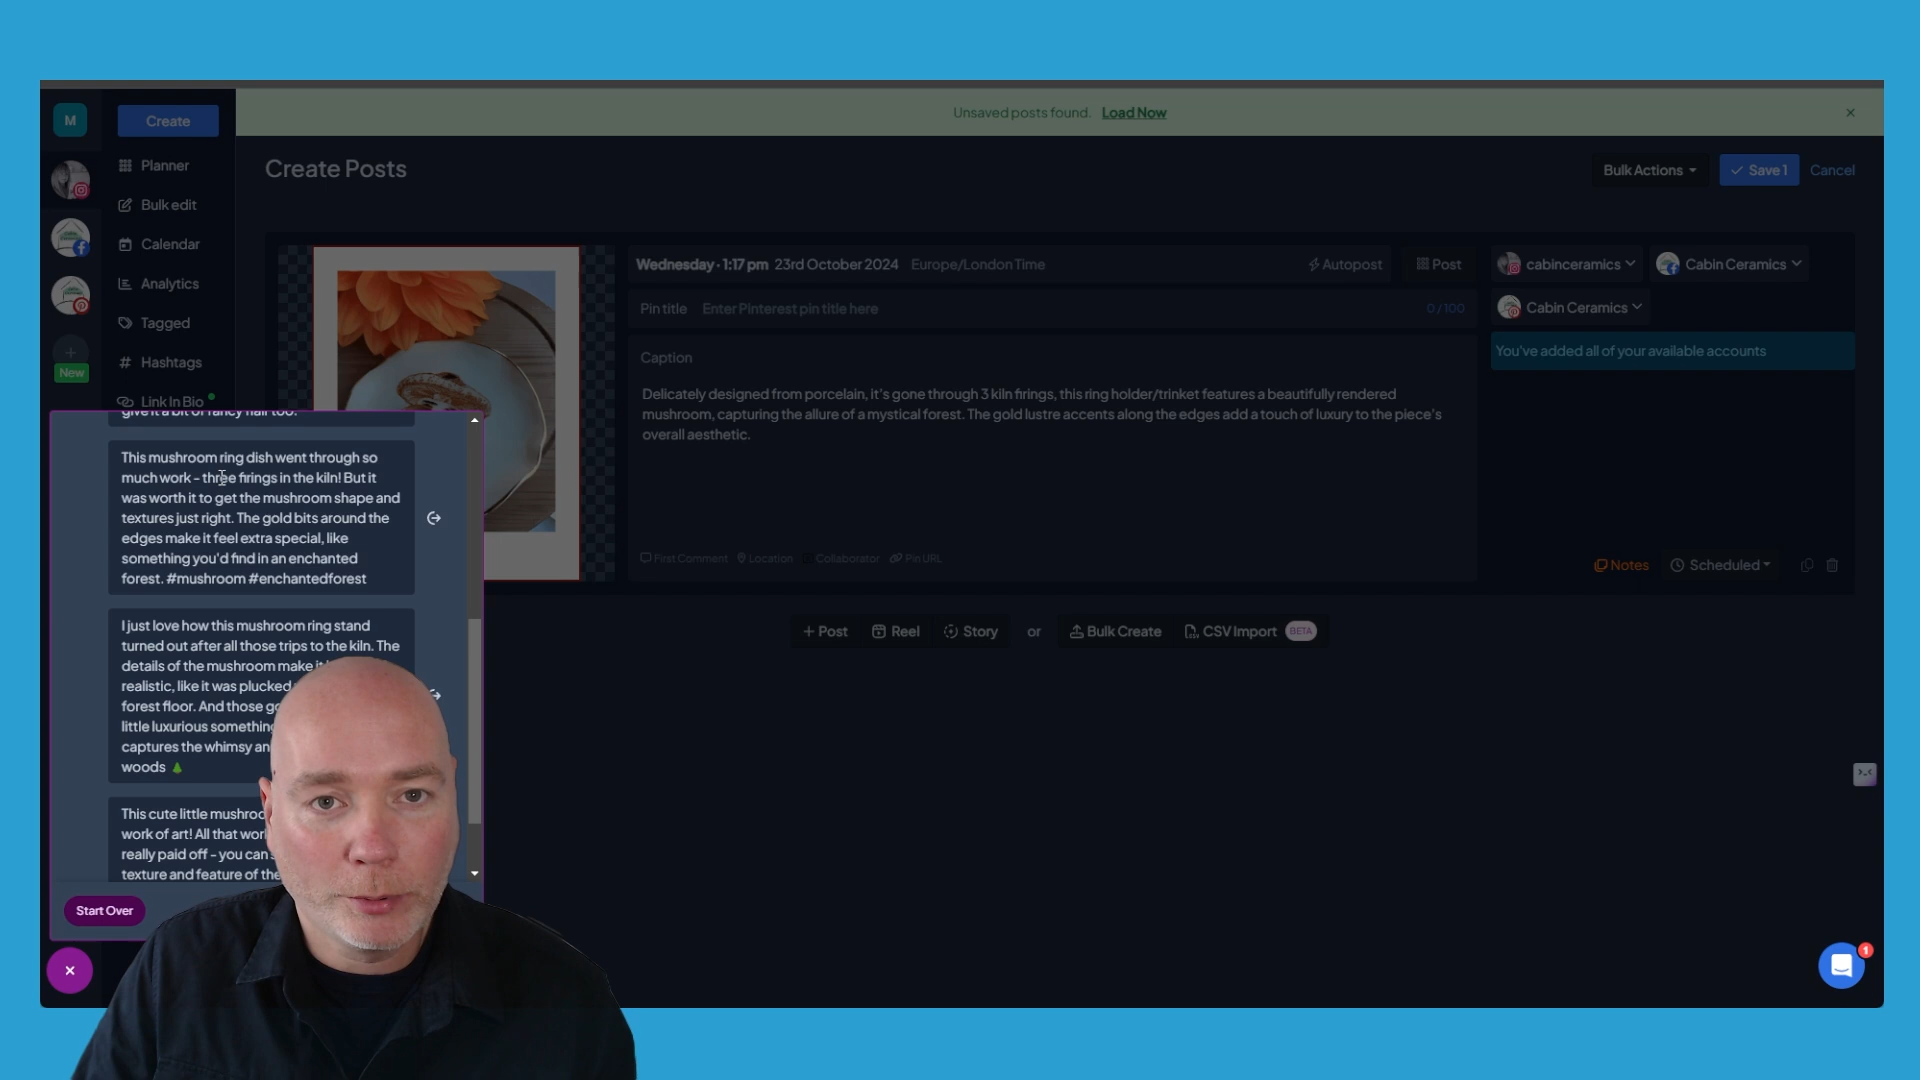 Unsaved posts found. Load Now
M
Create
Planner
Bulk edit
Calendar
Analytics
Tagged
# Hashtags
Link In Bio
New
Create Posts
Bulk Actions
Save 1
Cancel
Wednesday · 1:17 pm 23rd October 2024 Europe/London Time
Autopost
Post
Pin title Enter Pinterest pin title here 0 / 100
Caption
Delicately designed from porcelain, it's gone through 3 kiln firings, this ring holder/trinket features a beautifully rendered
mushroom, capturing the allure of a mystical forest. The gold lustre accents along the edges add a touch of luxury to the piece's
overall aesthetic.
First Comment Location Collaborator Pin URL
cabinceramics
Cabin Ceramics
Cabin Ceramics
You've added all of your available accounts
Notes
Scheduled
+ Post Reel Story or Bulk Create CSV Import BETA
give it a bit of fancy flair too.
This mushroom ring dish went through so
much work - three firings in the kiln! But it
was worth it to get the mushroom shape and
textures just right. The gold bits around the
edges make it feel extra special, like
something you'd find in an enchanted
forest. #mushroom #enchantedforest
I just love how this mushroom ring stand
turned out after all those trips to the kiln. The
details of the mushroom make it
realistic, like it was plucked
forest floor. And those
little luxurious something
captures the whimsy
woods
This cute little
work of art! All that
really paid off - you can
texture and feature of the
Start Over
1